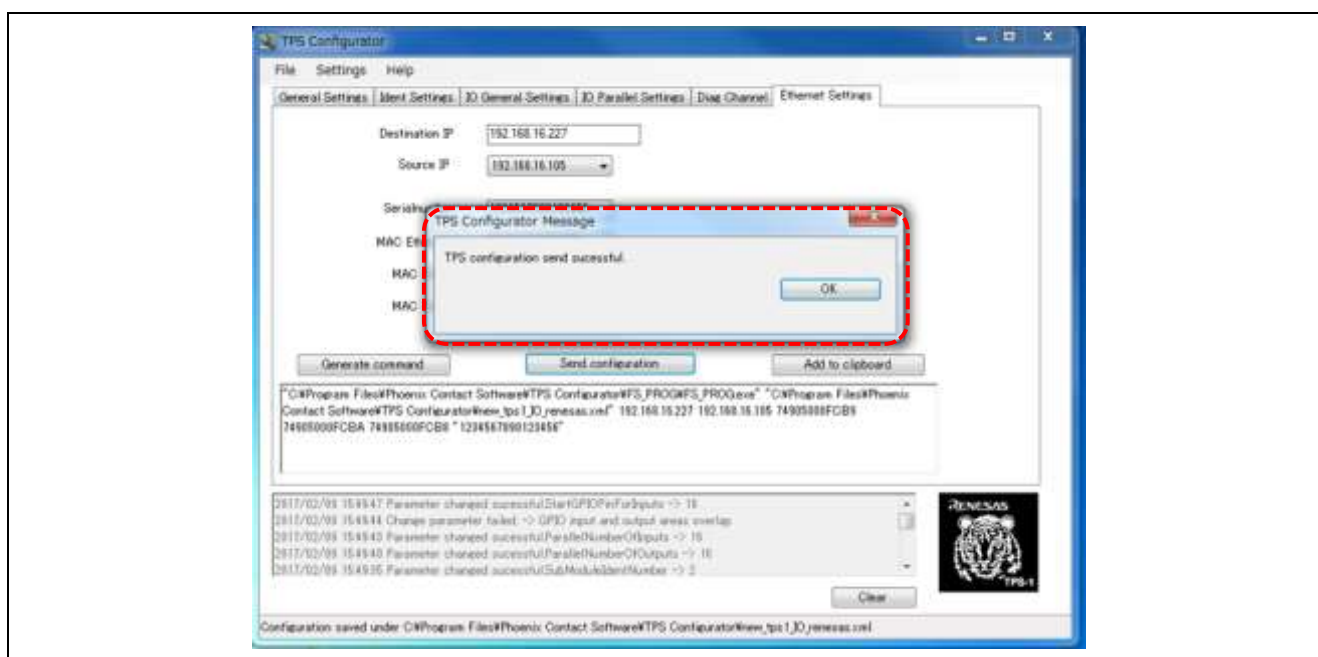 TPS Configurator
File Settings Help
General Settings Ident Settings IO General Settings IO Parallel Settings Diag Channel Ethernet Settings
Destination IP 192.168.16.227
Source IP 192.168.16.105
TPS Configurator Message
MAC
TPS configuration send sucessful.
MAC
OK
MAC
Generate command Send configuration Add to clipboard
"C:¥Program Files¥Phoenix Contact Software¥TPS Configurator¥FS_PROG¥FS_PROG.exe" "C:¥Program Files¥Phoenix
Contact Software¥TPS Configurator¥new_tps1_IO_renesas.xml" 192.168.16.227 192.168.16.105 74905000FCB9
74905000FCBA 74905000FCB8 "1234567890123456"
Parameter changed sucessful.StartGPIOPinForInputs -> 16
Change parameter failed. -> GPIO input and output areas overlap
Parameter changed sucessful.ParallelNumberOfInputs -> 16
Parameter changed sucessful.ParallelNumberOfOutputs -> 16
Parameter changed sucessful.SubModuleIdentNumber -> 2
RENESAS
TPS-1
Clear
Configuration saved under C:¥Program Files¥Phoenix Contact Software¥TPS Configurator¥new_tps1_IO_renesas.xml